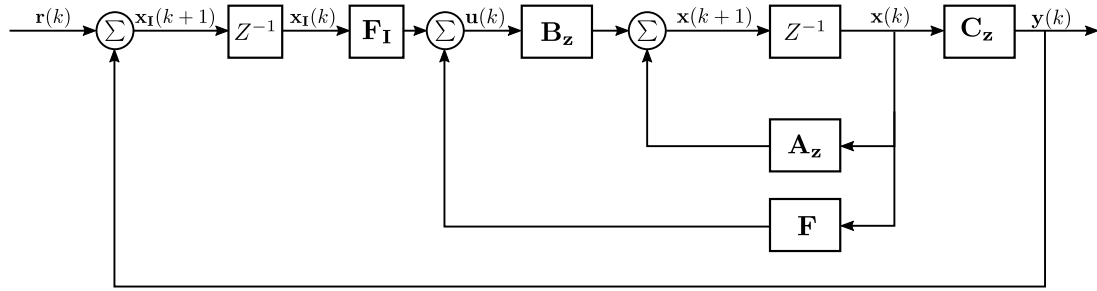 r(k)
∑
x_I(k+1)
Z^{-1}
x_I(k)
F_I
∑
u(k)
B_z
∑
x(k+1)
Z^{-1}
x(k)
C_z
y(k)
A_z
F